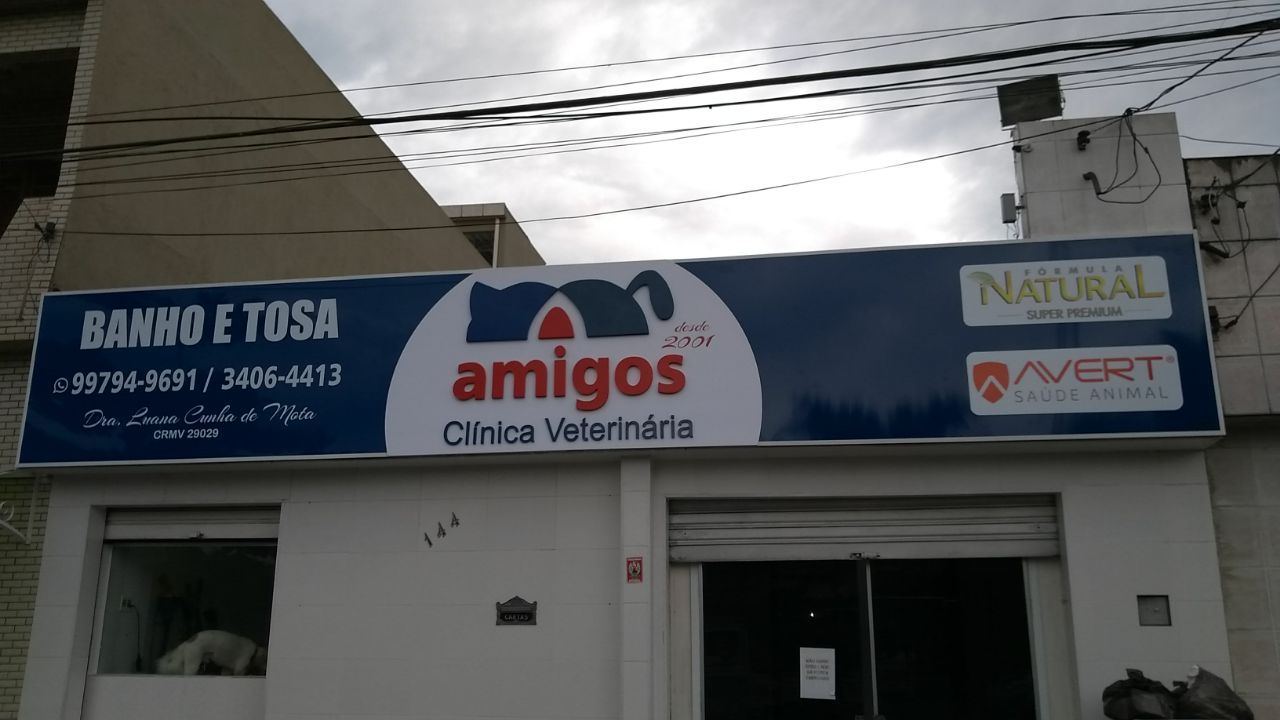 BANHO E TOSA
99794-9691 / 3406-4413
Dra. Luana Cunha de Mota
CRMV 29029
desde
2001
amigos
Clínica Veterinária
FÓRMULA
NATURAL
SUPER PREMIUM
AVERT®
SAÚDE ANIMAL
144
CARTAS